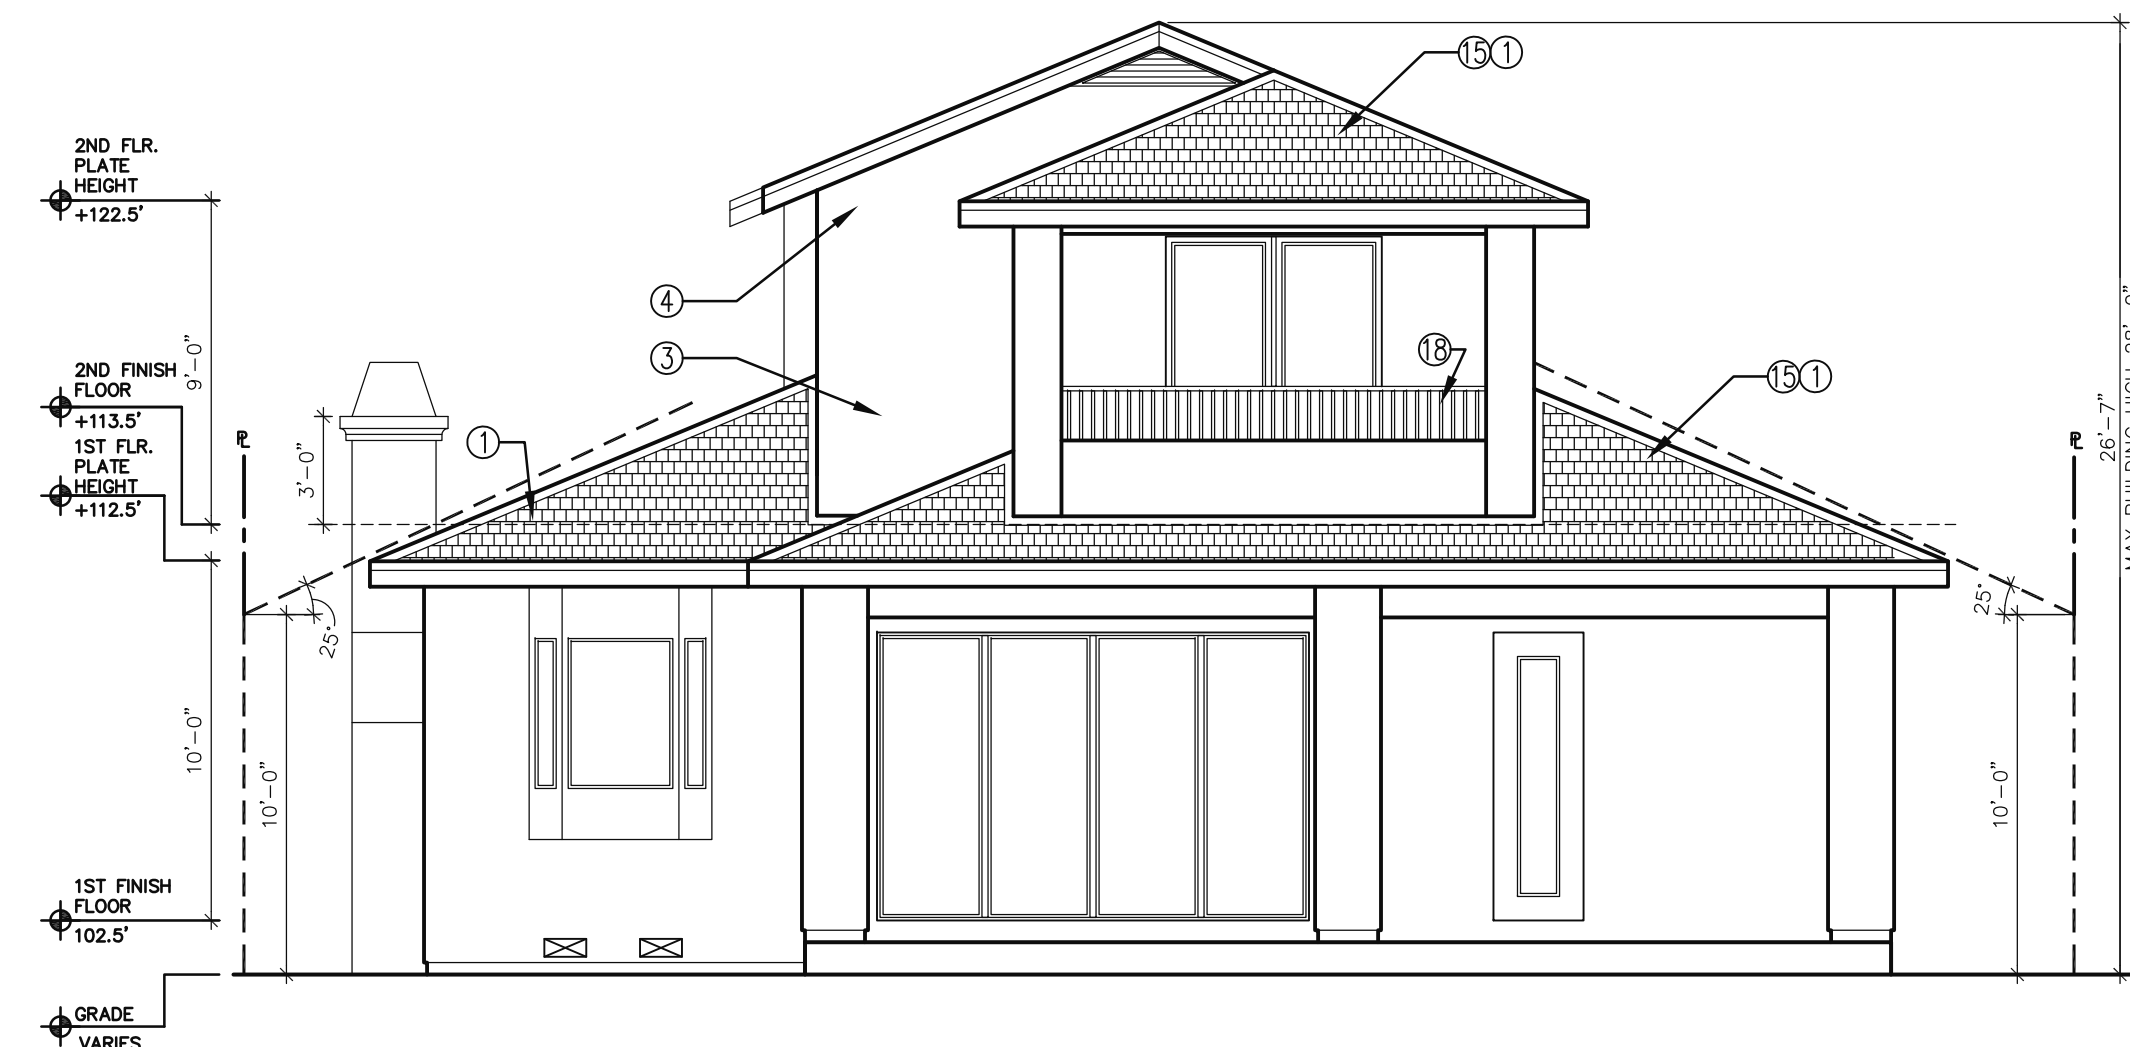 15 1
2ND FLR.
PLATE
HEIGHT
+122.5'
4
9'-0"
3
18
15 1
2ND FINISH
FLOOR
+113.5'
1ST FLR.
PLATE
HEIGHT
+112.5'
PL
1
3'-0"
PL
26'-7"
25°
25°
10'-0"
10'-0"
10'-0"
1ST FINISH
FLOOR
102.5'
GRADE
VARIES